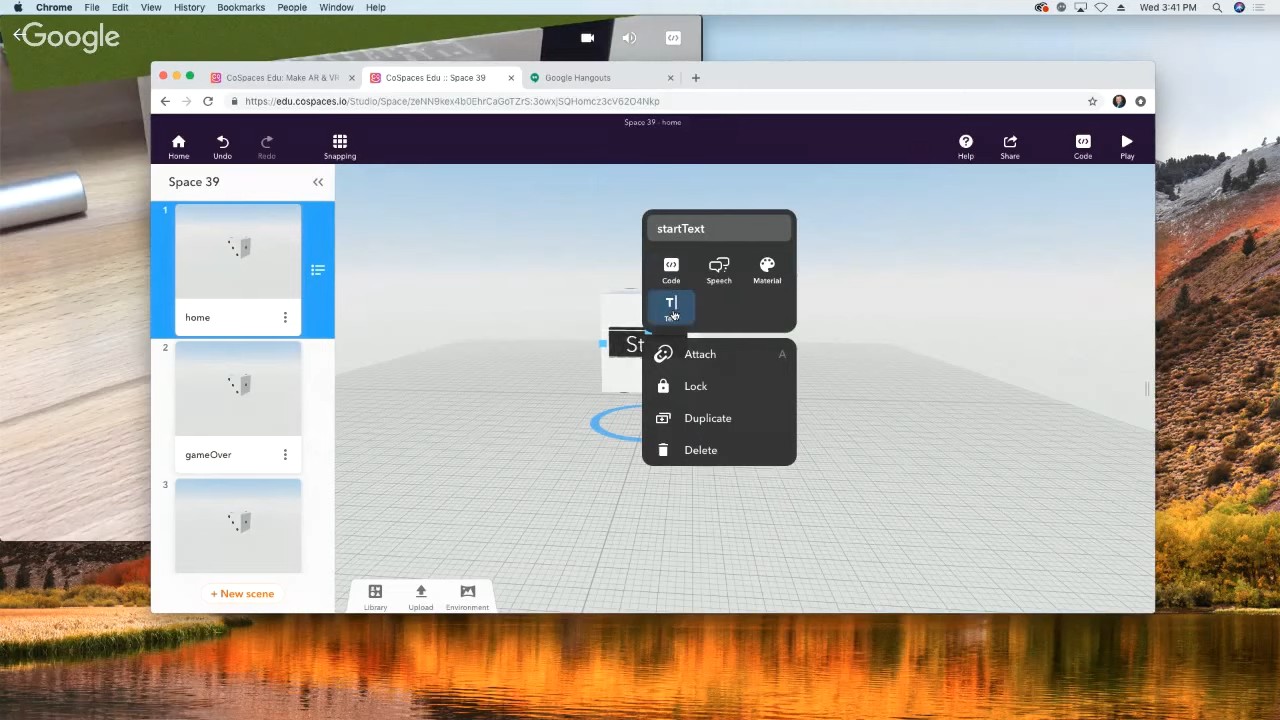 Chrome File Edit View History Bookmarks People Window Help Wed 3:41 PM
Google
CoSpaces Edu: Make AR & VR
CoSpaces Edu :: Space 39
Google Hangouts
https://edu.cospaces.io/Studio/Space/zeNN9kex4b0EhrCaGoTZrS:3owxjSQHomcz3cV62O4Nkp
Space 39 - home
Home Undo Redo Snapping Help Share Code Play
Space 39
1
home
2
gameOver
3
+ New scene
startText
Code Speech Material
T
St
Attach A
Lock
Duplicate
Delete
Library Upload Environment